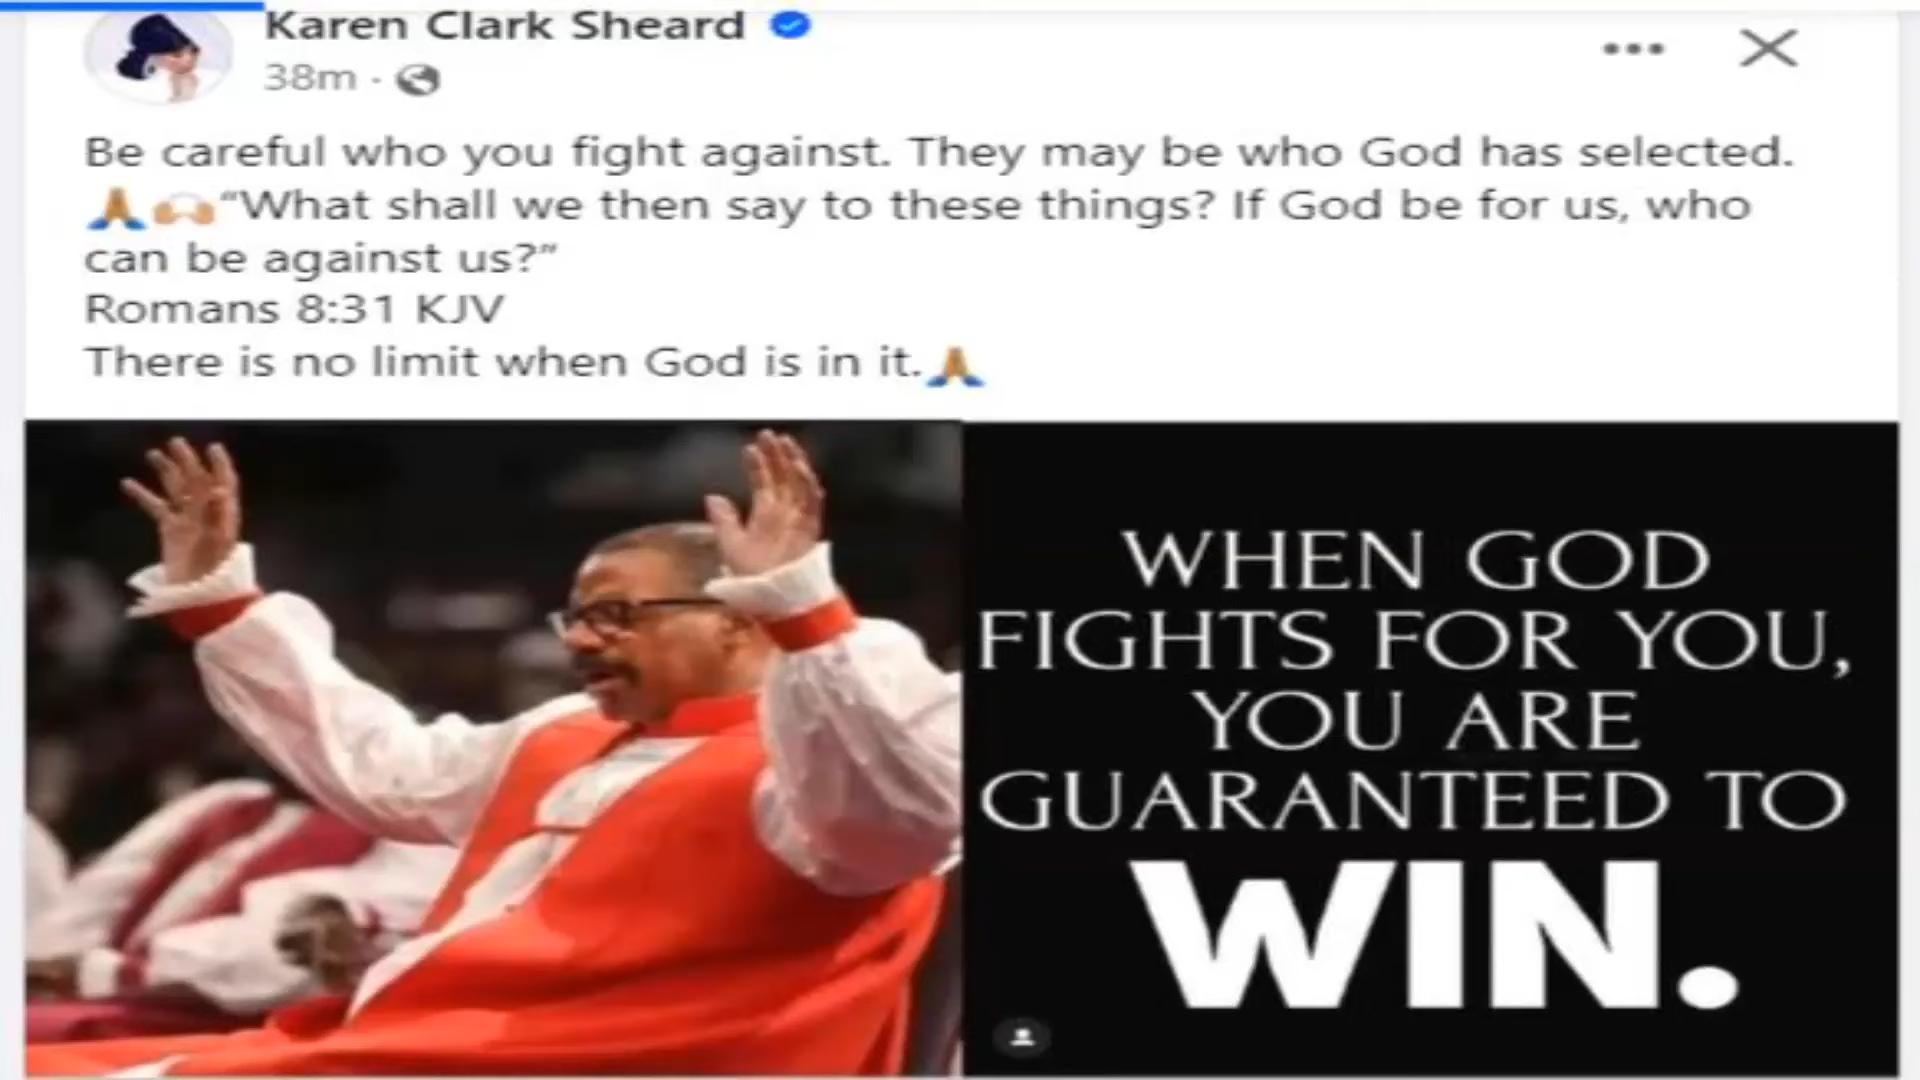 Karen Clark Sheard
38m ·
Be careful who you fight against. They may be who God has selected.
🙏🏽🙌🏼“What shall we then say to these things? If God be for us, who
can be against us?”
Romans 8:31 KJV
There is no limit when God is in it.🙏🏽
WHEN GOD
FIGHTS FOR YOU,
YOU ARE
GUARANTEED TO
WIN.